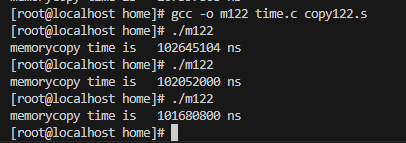 [root@localhost home]# gcc -o m122 time.c copy122.s
[root@localhost home]# ./m122
memorycopy time is   102645104 ns
[root@localhost home]# ./m122
memorycopy time is   102052000 ns
[root@localhost home]# ./m122
memorycopy time is   101680800 ns
[root@localhost home]#